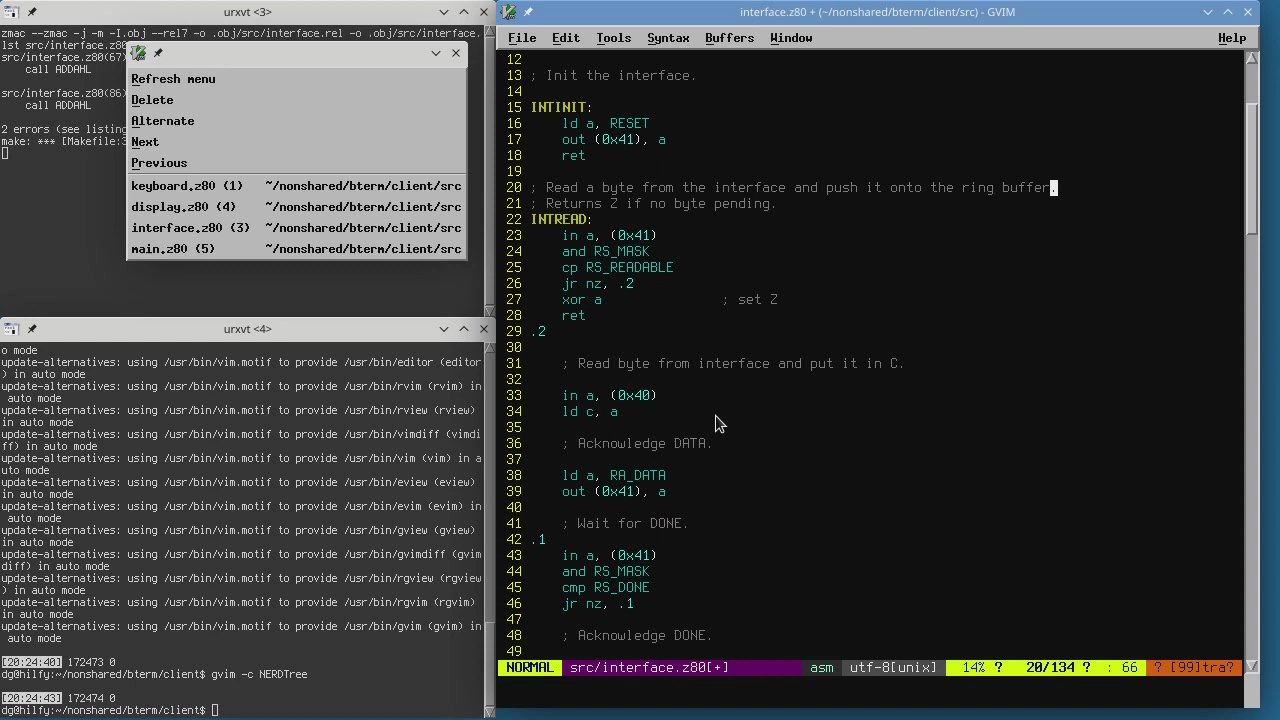 urxvt <3>
zmac --zmac -j -m -I.obj --rel7 -o .obj/src/interface.rel -o .obj/src/interface.
lst src/interface.z80
src/interface.z80(67)
    call ADDAHL
src/interface.z80(86)
    call ADDAHL
2 errors (see listing
make: *** [Makefile:3
Refresh menu
Delete
Alternate
Next
Previous
keyboard.z80 (1)   ~/nonshared/bterm/client/src
display.z80 (4)   ~/nonshared/bterm/client/src
interface.z80 (3)   ~/nonshared/bterm/client/src
main.z80 (5)   ~/nonshared/bterm/client/src
urxvt <4>
o mode
update-alternatives: using /usr/bin/vim.motif to provide /usr/bin/editor (editor
) in auto mode
update-alternatives: using /usr/bin/vim.motif to provide /usr/bin/rvim (rvim) in
 auto mode
update-alternatives: using /usr/bin/vim.motif to provide /usr/bin/rview (rview)
in auto mode
update-alternatives: using /usr/bin/vim.motif to provide /usr/bin/vimdiff (vimdi
ff) in auto mode
update-alternatives: using /usr/bin/vim.motif to provide /usr/bin/vim (vim) in a
uto mode
update-alternatives: using /usr/bin/vim.motif to provide /usr/bin/eview (eview)
in auto mode
update-alternatives: using /usr/bin/vim.motif to provide /usr/bin/evim (evim) in
 auto mode
update-alternatives: using /usr/bin/vim.motif to provide /usr/bin/gview (gview)
in auto mode
update-alternatives: using /usr/bin/vim.motif to provide /usr/bin/gvimdiff (gvim
diff) in auto mode
update-alternatives: using /usr/bin/vim.motif to provide /usr/bin/rgview (rgview
) in auto mode
update-alternatives: using /usr/bin/vim.motif to provide /usr/bin/rgvim (rgvim)
in auto mode
update-alternatives: using /usr/bin/vim.motif to provide /usr/bin/gvim (gvim) in
 auto mode
[20:24:40] 172473 0
dg@hilfy:~/nonshared/bterm/client$ gvim -c NERDTree
[20:24:43] 172474 0
dg@hilfy:~/nonshared/bterm/client$
interface.z80 + (~/nonshared/bterm/client/src) - GVIM
File Edit Tools Syntax Buffers Window Help
12
13 ; Init the interface.
14
15 INTINIT:
16     ld a, RESET
17     out (0x41), a
18     ret
19
20 ; Read a byte from the interface and push it onto the ring buffer.
21 ; Returns Z if no byte pending.
22 INTREAD:
23     in a, (0x41)
24     and RS_MASK
25     cp RS_READABLE
26     jr nz, .2
27     xor a               ; set Z
28     ret
29 .2
30
31     ; Read byte from interface and put it in C.
32
33     in a, (0x40)
34     ld c, a
35
36     ; Acknowledge DATA.
37
38     ld a, RA_DATA
39     out (0x41), a
40
41     ; Wait for DONE.
42 .1
43     in a, (0x41)
44     and RS_MASK
45     cmp RS_DONE
46     jr nz, .1
47
48     ; Acknowledge DONE.
49
NORMAL src/interface.z80[+] asm utf-8[unix] 14% ? 20/134 ? : 66 ? [99]tra?